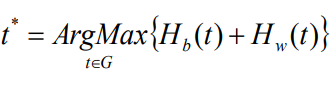 t* = ArgMax{H_b(t) + H_w(t)}
t∈G